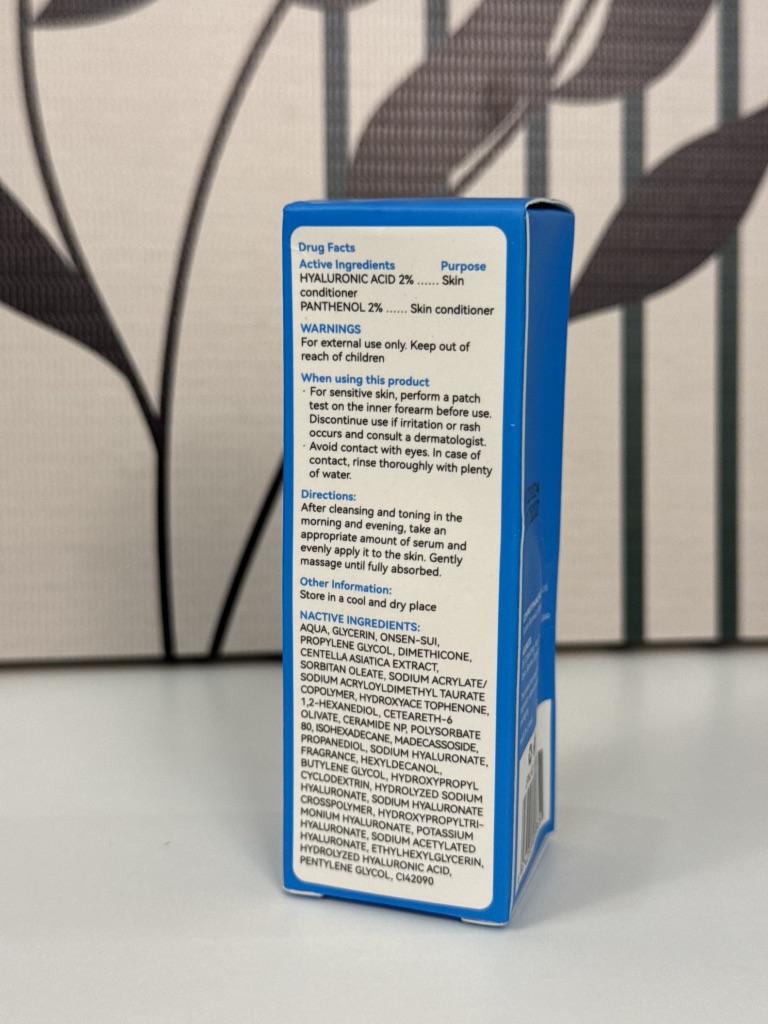 Drug Facts
Active Ingredients Purpose
HYALURONIC ACID 2% ...... Skin
conditioner
PANTHENOL 2% ...... Skin conditioner
WARNINGS
For external use only. Keep out of
reach of children
When using this product
· For sensitive skin, perform a patch
test on the inner forearm before use.
Discontinue use if irritation or rash
occurs and consult a dermatologist.
· Avoid contact with eyes. In case of
contact, rinse thoroughly with plenty
of water.
Directions:
After cleansing and toning in the
morning and evening, take an
appropriate amount of serum and
evenly apply it to the skin. Gently
massage until fully absorbed.
Other Information:
Store in a cool and dry place
NACTIVE INGREDIENTS:
AQUA, GLYCERIN, ONSEN-SUI,
PROPYLENE GLYCOL, DIMETHICONE,
CENTELLA ASIATICA EXTRACT,
SORBITAN OLEATE, SODIUM ACRYLATE/
SODIUM ACRYLOYLDIMETHYL TAURATE
COPOLYMER, HYDROXYACE TOPHENONE,
1,2-HEXANEDIOL, CETEARETH-6
OLIVATE, CERAMIDE NP, POLYSORBATE
80, ISOHEXADECANE, MADECASSOSIDE,
PROPANEDIOL, SODIUM HYALURONATE,
FRAGRANCE, HEXYLDECANOL,
BUTYLENE GLYCOL, HYDROXYPROPYL
CYCLODEXTRIN, HYDROLYZED SODIUM
HYALURONATE, SODIUM HYALURONATE
CROSSPOLYMER, HYDROXYPROPYLTRI-
MONIUM HYALURONATE, POTASSIUM
HYALURONATE, SODIUM ACETYLATED
HYALURONATE, ETHYLHEXYLGLYCERIN,
HYDROLYZED HYALURONIC ACID,
PENTYLENE GLYCOL, CI42090